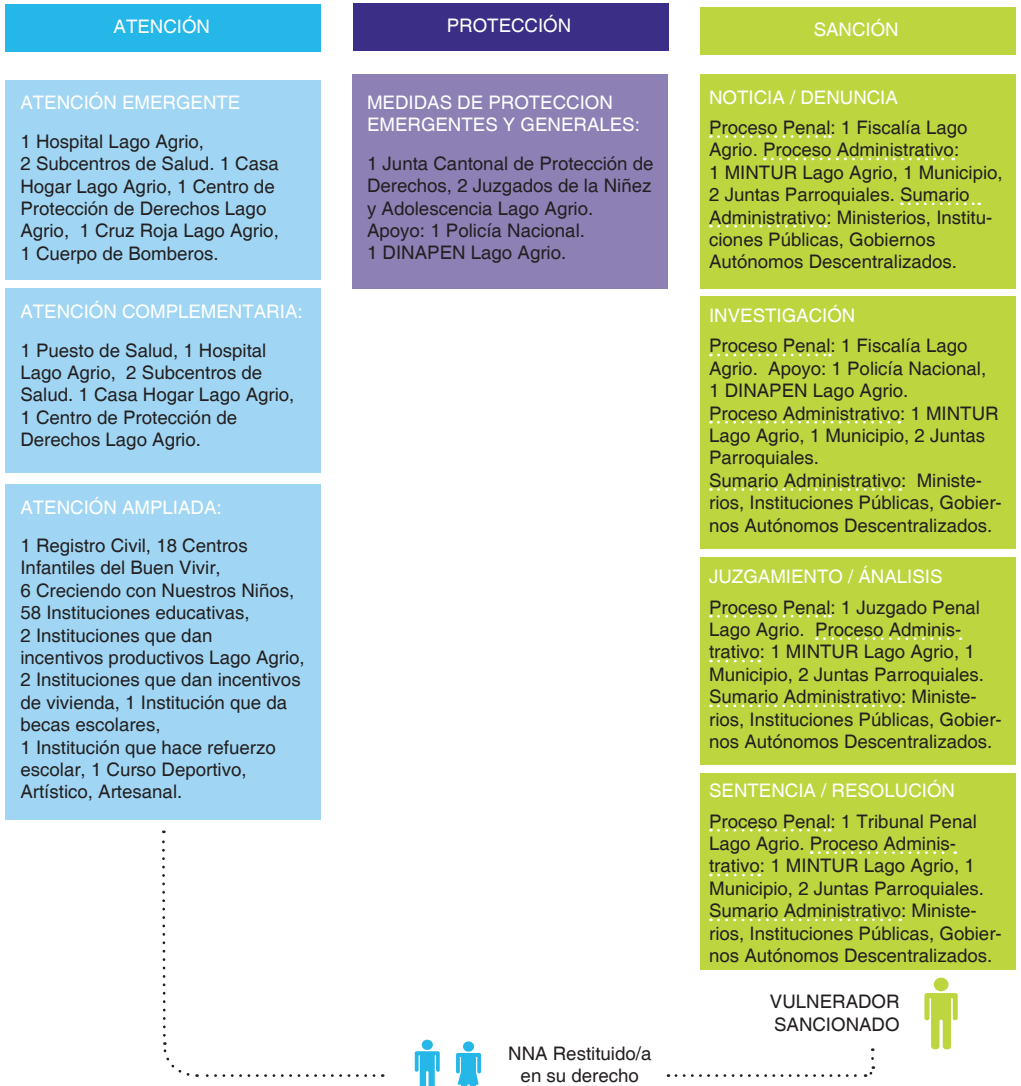 ATENCIÓN
ATENCIÓN EMERGENTE
1 Hospital Lago Agrio,
2 Subcentros de Salud. 1 Casa
Hogar Lago Agrio, 1 Centro de
Protección de Derechos Lago
Agrio, 1 Cruz Roja Lago Agrio,
1 Cuerpo de Bomberos.
ATENCIÓN COMPLEMENTARIA:
1 Puesto de Salud, 1 Hospital
Lago Agrio, 2 Subcentros de
Salud. 1 Casa Hogar Lago Agrio,
1 Centro de Protección de
Derechos Lago Agrio.
ATENCIÓN AMPLIADA:
1 Registro Civil, 18 Centros
Infantiles del Buen Vivir,
6 Creciendo con Nuestros Niños,
58 Instituciones educativas,
2 Instituciones que dan
incentivos productivos Lago Agrio,
2 Instituciones que dan incentivos
de vivienda, 1 Institución que da
becas escolares,
1 Institución que hace refuerzo
escolar, 1 Curso Deportivo,
Artístico, Artesanal.
PROTECCIÓN
MEDIDAS DE PROTECCION
EMERGENTES Y GENERALES:
1 Junta Cantonal de Protección de
Derechos, 2 Juzgados de la Niñez
y Adolescencia Lago Agrio.
Apoyo: 1 Policía Nacional.
1 DINAPEN Lago Agrio.
SANCIÓN
NOTICIA / DENUNCIA
Proceso Penal: 1 Fiscalía Lago
Agrio. Proceso Administrativo:
1 MINTUR Lago Agrio, 1 Municipio,
2 Juntas Parroquiales. Sumario
Administrativo: Ministerios, Institu-
ciones Públicas, Gobiernos
Autónomos Descentralizados.
INVESTIGACIÓN
Proceso Penal: 1 Fiscalía Lago
Agrio. Apoyo: 1 Policía Nacional,
1 DINAPEN Lago Agrio.
Proceso Administrativo: 1 MINTUR
Lago Agrio, 1 Municipio, 2 Juntas
Parroquiales.
Sumario Administrativo: Ministe-
rios, Instituciones Públicas, Gobier-
nos Autónomos Descentralizados.
JUZGAMIENTO / ÁNALISIS
Proceso Penal: 1 Juzgado Penal
Lago Agrio. Proceso Adminis-
trativo: 1 MINTUR Lago Agrio, 1
Municipio, 2 Juntas Parroquiales.
Sumario Administrativo: Ministe-
rios, Instituciones Públicas, Gobier-
nos Autónomos Descentralizados.
SENTENCIA / RESOLUCIÓN
Proceso Penal: 1 Tribunal Penal
Lago Agrio. Proceso Adminis-
trativo: 1 MINTUR Lago Agrio, 1
Municipio, 2 Juntas Parroquiales.
Sumario Administrativo: Ministe-
rios, Instituciones Públicas, Gobier-
nos Autónomos Descentralizados.
VULNERADOR
SANCIONADO
NNA Restituido/a
en su derecho